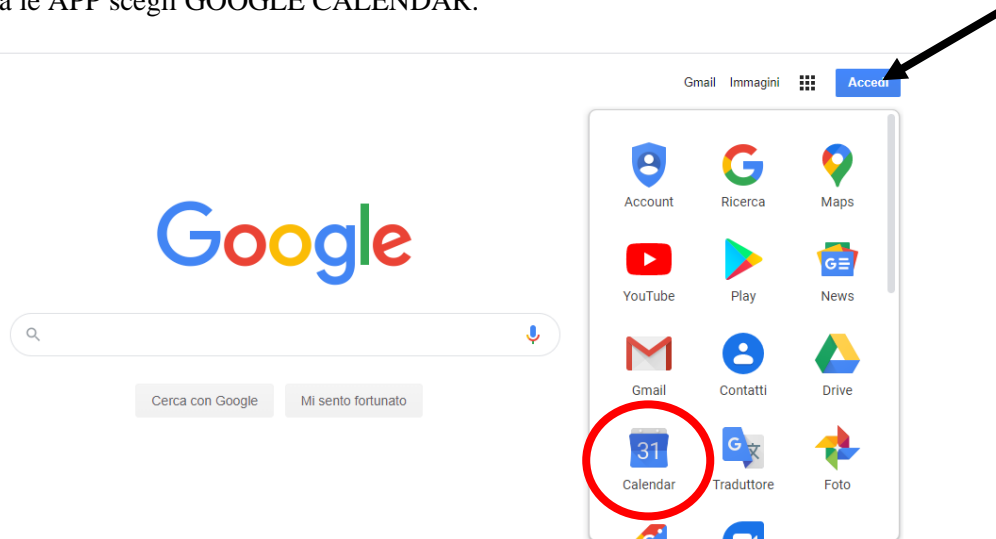 a le APP scegli GOOGLE CALENDAR.
Gmail Immagini Accedi
Account Ricerca Maps
Google
G≡
YouTube Play News
Gmail Contatti Drive
Cerca con Google Mi sento fortunato
31 G 文
Calendar Traduttore Foto